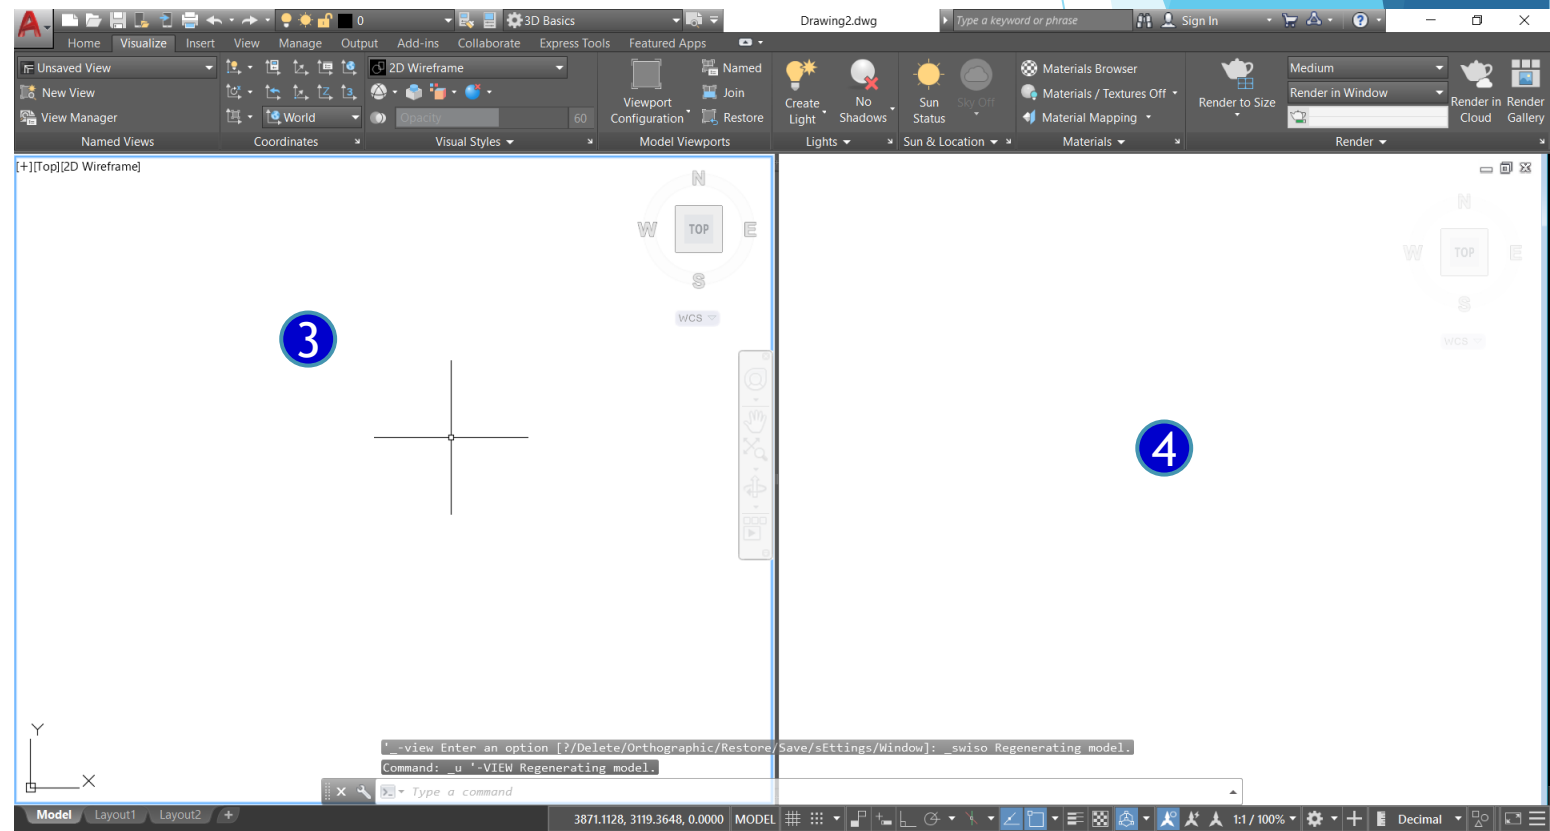 A 0 3D Basics Drawing2.dwg Type a keyword or phrase Sign In ?
Home Visualize Insert View Manage Output Add-ins Collaborate Express Tools Featured Apps
Unsaved View 2D Wireframe Named Materials Browser Medium
New View Join Materials / Textures Off Render in Window
View Manager World Opacity 60 Restore Material Mapping
Viewport Configuration
Create Light
No Shadows
Sun Status
Sky Off
Render to Size
Render in Cloud
Render Gallery
Named Views Coordinates Visual Styles Model Viewports Lights Sun & Location Materials Render
[+][Top][2D Wireframe]
N
W TOP E
S
WCS
N
W TOP E
S
WCS
3
4
Y
X
'_-view Enter an option [?/Delete/Orthographic/Restore/Save/sEttings/Window]: _swiso Regenerating model.
Command: _u '-VIEW Regenerating model.
Type a command
Model Layout1 Layout2 + 3871.1128, 3119.3648, 0.0000 MODEL 1:1 / 100% Decimal